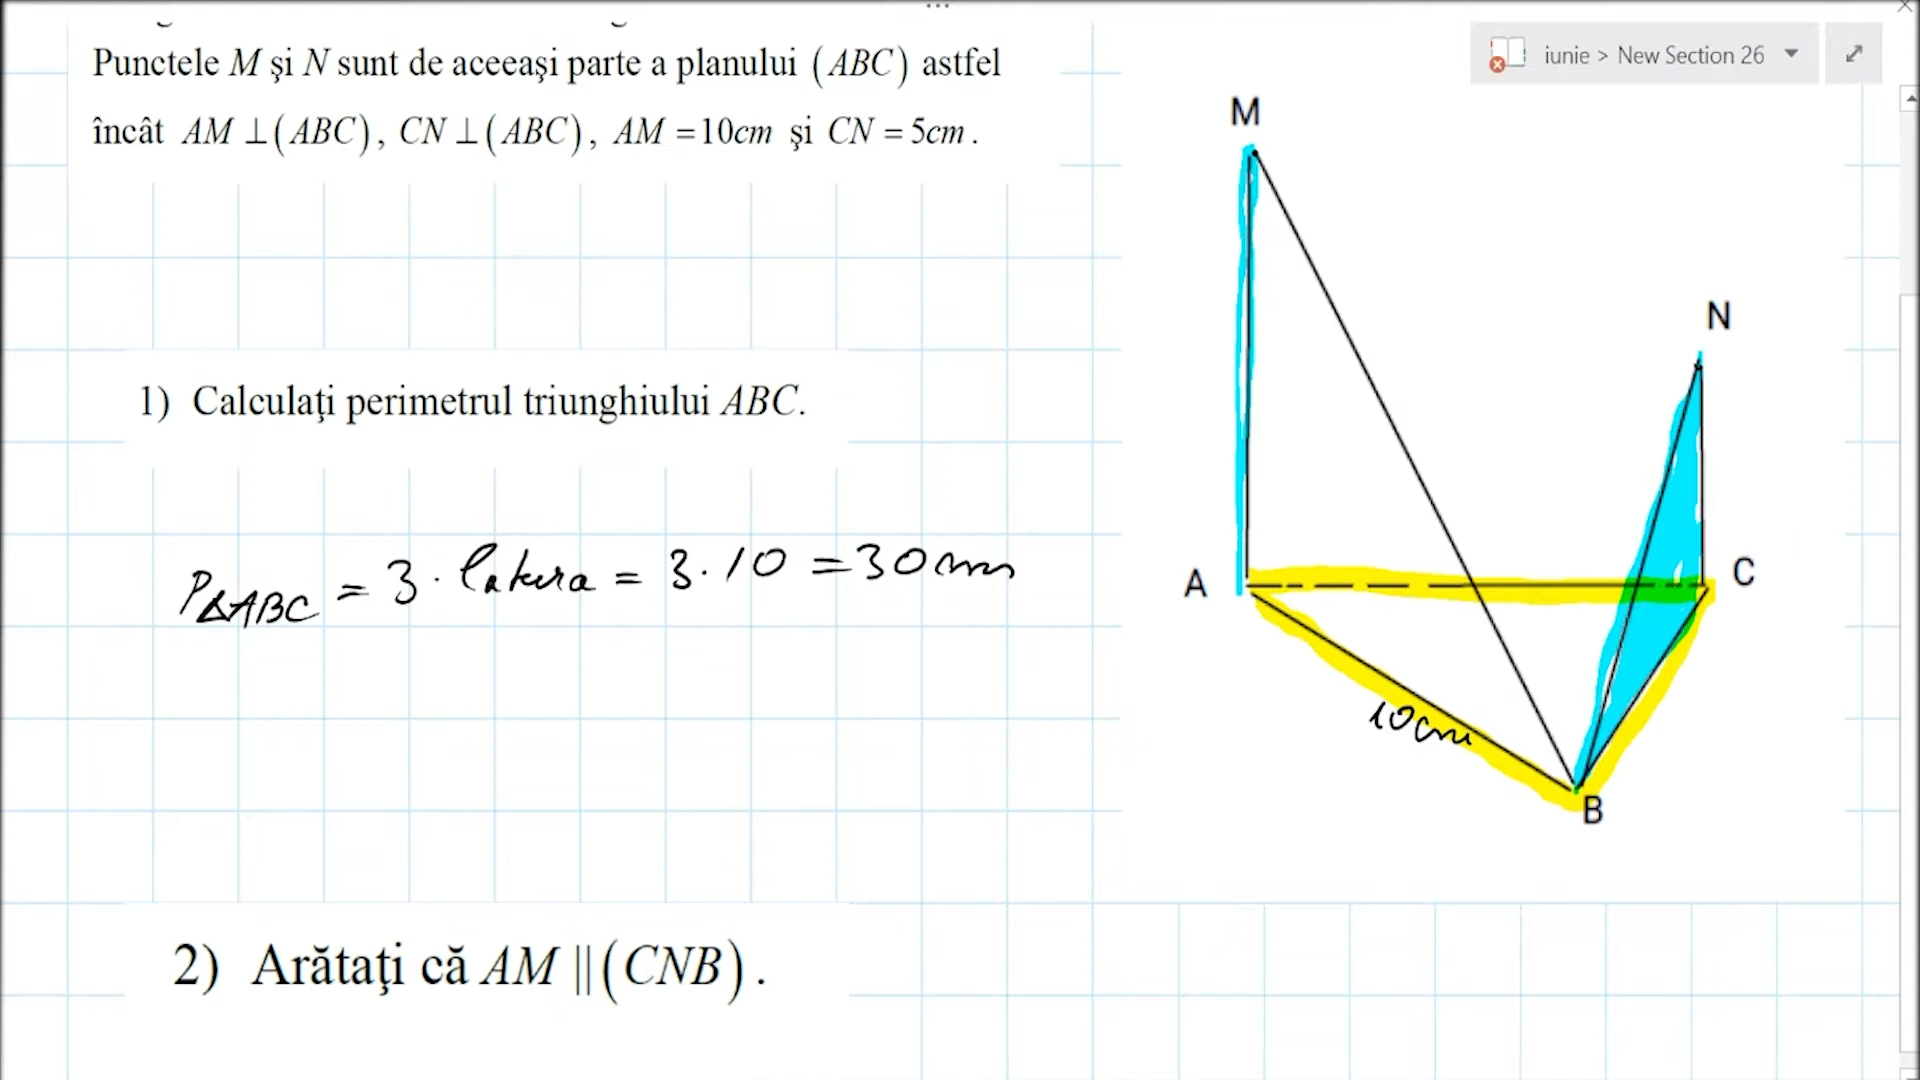 Punctele M şi N sunt de aceeaşi parte a planului (ABC) astfel
încât AM ⊥ (ABC), CN ⊥ (ABC), AM = 10cm şi CN = 5cm.
iunie > New Section 26
M
N
1) Calculaţi perimetrul triunghiului ABC.
P△ABC = 3 · latura = 3 · 10 = 30cm
A
C
10cm
B
2) Arătaţi că AM || (CNB).